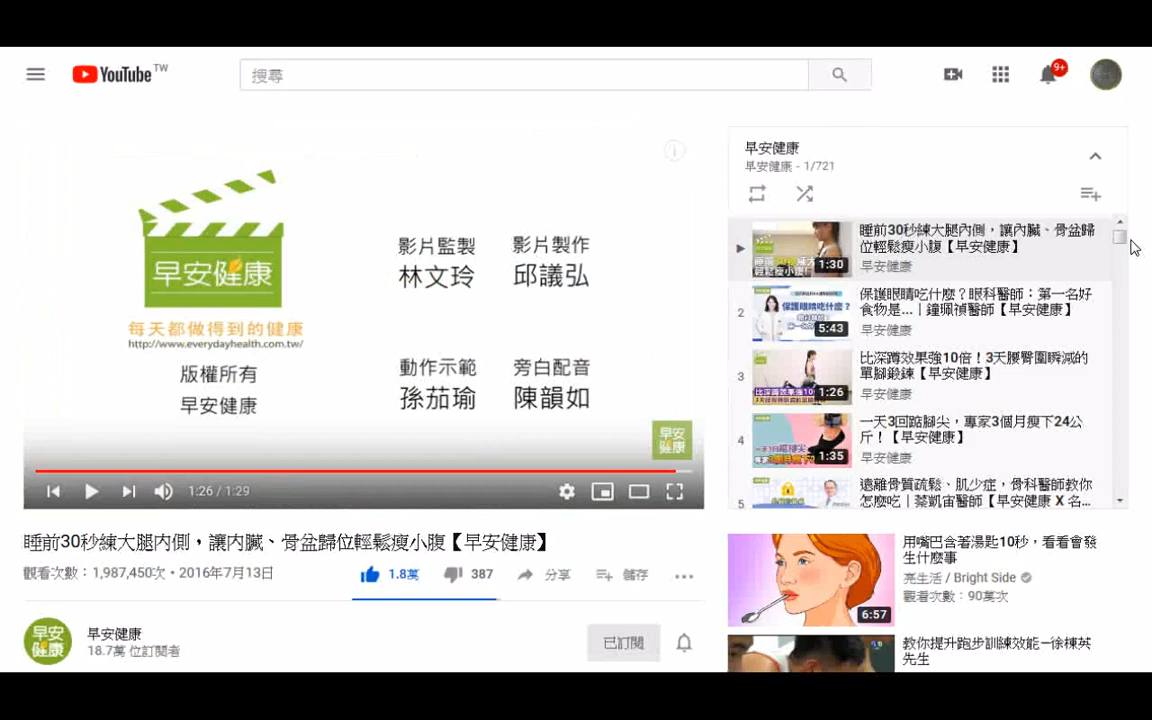 YouTube TW
搜尋
9+
早安健康
每天都做得到的健康
http://www.everydayhealth.com.tw/
版權所有
早安健康
影片監製 影片製作
林文玲 邱議弘
動作示範 旁白配音
孫茄瑜 陳韻如
早安
健康
1:26 / 1:29
睡前30秒練大腿內側，讓內臟、骨盆歸位輕鬆瘦小腹【早安健康】
觀看次數：1,987,450次 • 2016年7月13日
1.8萬 387 分享 儲存
早安
健康
早安健康
18.7萬 位訂閱者
已訂閱
早安健康
早安健康 - 1/721
1:30
睡前30秒練大腿內側，讓內臟、骨盆歸
位輕鬆瘦小腹【早安健康】
早安健康
2
保護眼睛吃什麼？
5:43
保護眼睛吃什麼？眼科醫師：第一名好
食物是...｜鐘珮禎醫師【早安健康】
早安健康
3
比深蹲效果強10
1:26
比深蹲效果強10倍！3天腰臀圍瞬減的
單腳鍛鍊【早安健康】
早安健康
4
1:35
一天3回踮腳尖，專家3個月瘦下24公
斤！【早安健康】
早安健康
5
遠離骨質疏鬆、肌少症，骨科醫師教你
怎麼吃｜蔡凱宙醫師【早安健康 X 名...
6:57
用嘴巴含著湯匙10秒，看看會發
生什麼事
亮生活 / Bright Side
觀看次數：90萬次
教你提升跑步訓練效能—徐棟英
先生